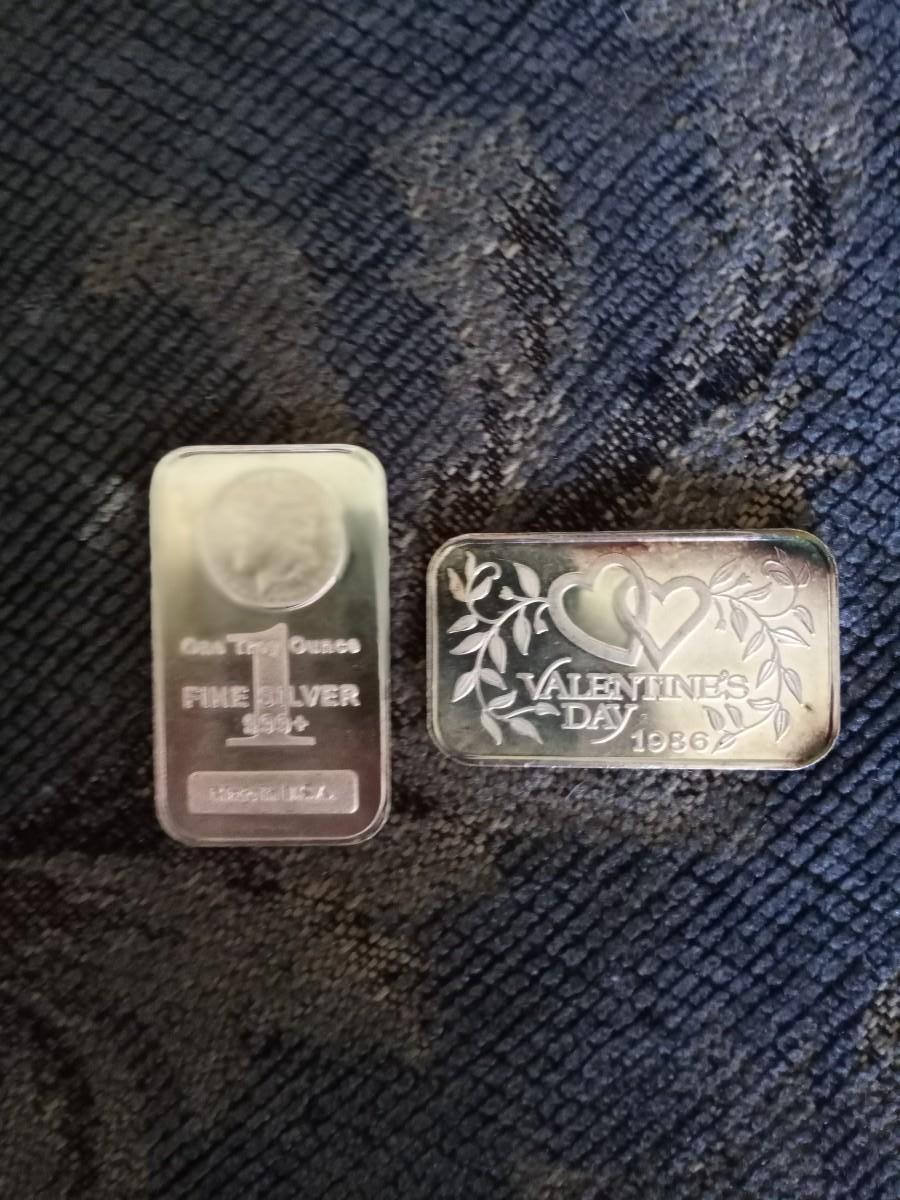 One Troy Ounce
1
FINE SILVER
999+
MADE IN U.S.A.
VALENTINE'S
DAY
1986